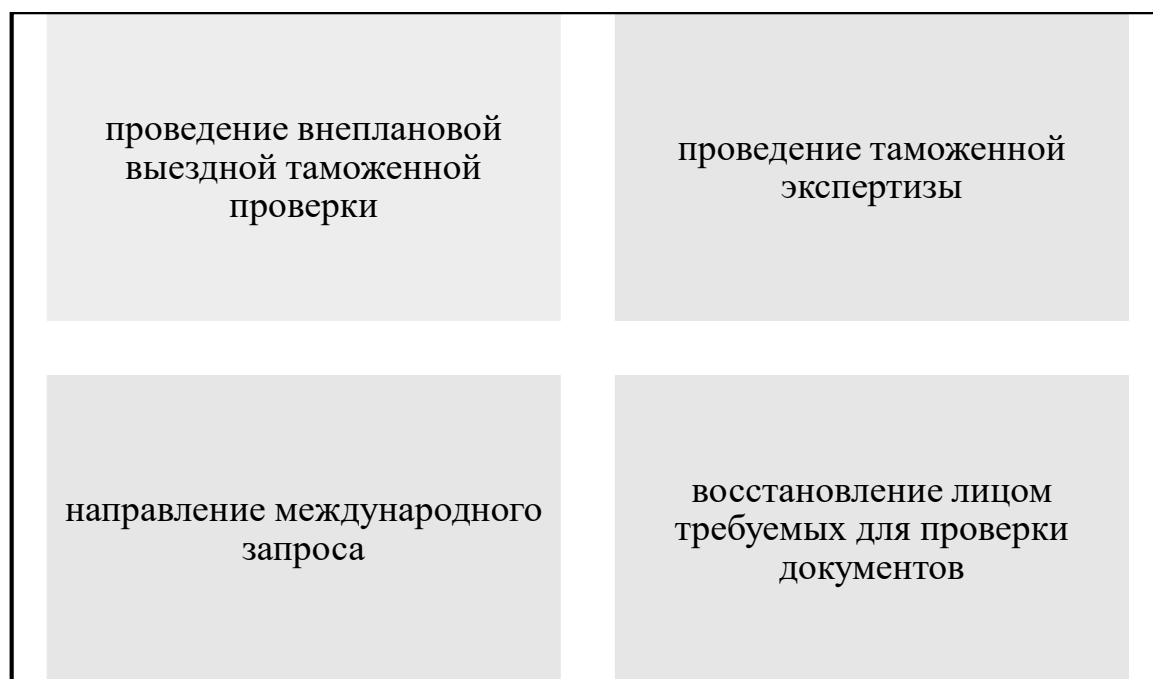 проведение внеплановой
выездной таможенной
проверки
проведение таможенной
экспертизы
направление международного
запроса
восстановление лицом
требуемых для проверки
документов